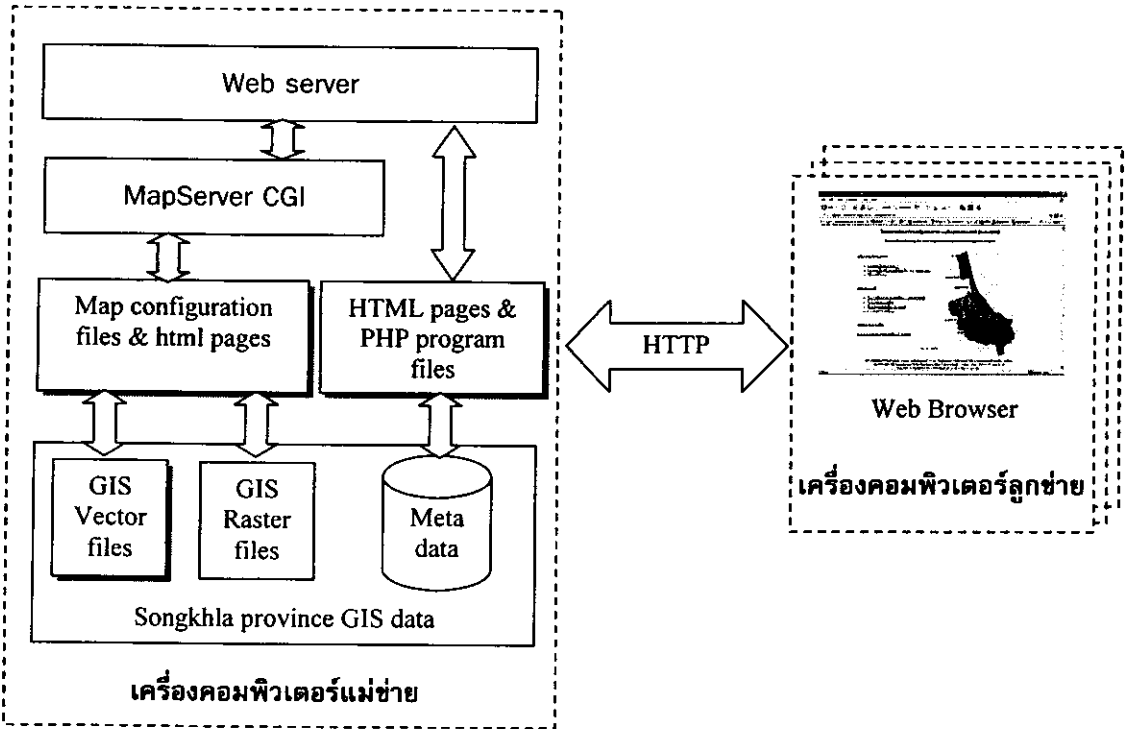 Web server
MapServer CGI
Map configuration
files & html pages
HTML pages &
PHP program
files
GIS
Vector
files
GIS
Raster
files
Meta
data
Songkhla province GIS data
เครื่องคอมพิวเตอร์แม่ข่าย
HTTP
Web Browser
เครื่องคอมพิวเตอร์ลูกข่าย